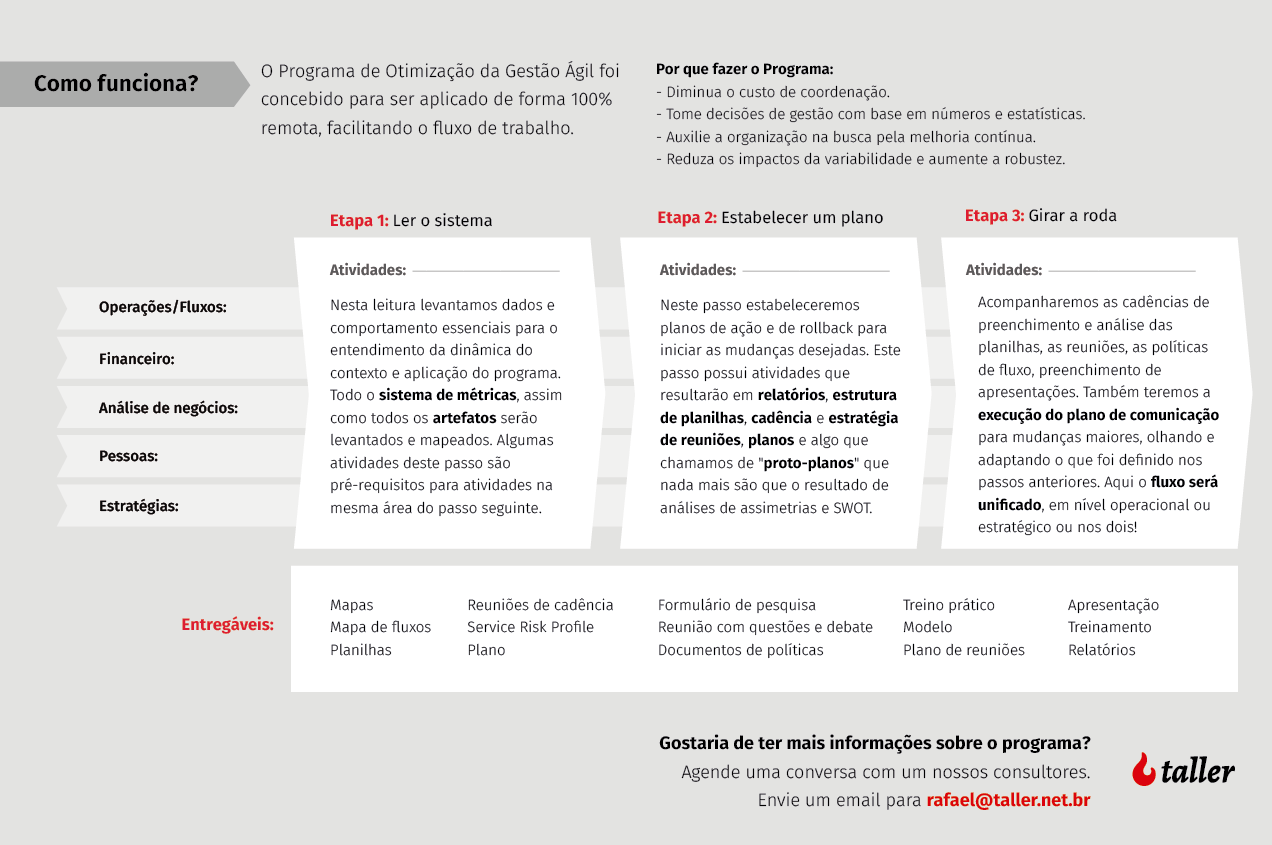 Como funciona?
O Programa de Otimização da Gestão Ágil foi
concebido para ser aplicado de forma 100%
remota, facilitando o fluxo de trabalho.
Por que fazer o Programa:
- Diminua o custo de coordenação.
- Tome decisões de gestão com base em números e estatísticas.
- Auxilie a organização na busca pela melhoria contínua.
- Reduza os impactos da variabilidade e aumente a robustez.
Operações/Fluxos:
Financeiro:
Análise de negócios:
Pessoas:
Estratégias:
Etapa 1: Ler o sistema
Atividades:
Nesta leitura levantamos dados e
comportamento essenciais para o
entendimento da dinâmica do
contexto e aplicação do programa.
Todo o sistema de métricas, assim
como todos os artefatos serão
levantados e mapeados. Algumas
atividades deste passo são
pré-requisitos para atividades na
mesma área do passo seguinte.
Etapa 2: Estabelecer um plano
Atividades:
Neste passo estabeleceremos
planos de ação e de rollback para
iniciar as mudanças desejadas. Este
passo possui atividades que
resultarão em relatórios, estrutura
de planilhas, cadência e estratégia
de reuniões, planos e algo que
chamamos de "proto-planos" que
nada mais são que o resultado de
análises de assimetrias e SWOT.
Etapa 3: Girar a roda
Atividades:
Acompanharemos as cadências de
preenchimento e análise das
planilhas, as reuniões, as políticas
de fluxo, preenchimento de
apresentações. Também teremos a
execução do plano de comunicação
para mudanças maiores, olhando e
adaptando o que foi definido nos
passos anteriores. Aqui o fluxo será
unificado, em nível operacional ou
estratégico ou nos dois!
Entregáveis:
Mapas
Mapa de fluxos
Planilhas
Reuniões de cadência
Service Risk Profile
Plano
Formulário de pesquisa
Reunião com questões e debate
Documentos de políticas
Treino prático
Modelo
Plano de reuniões
Apresentação
Treinamento
Relatórios
Gostaria de ter mais informações sobre o programa?
Agende uma conversa com um nossos consultores.
Envie um email para rafael@taller.net.br
taller